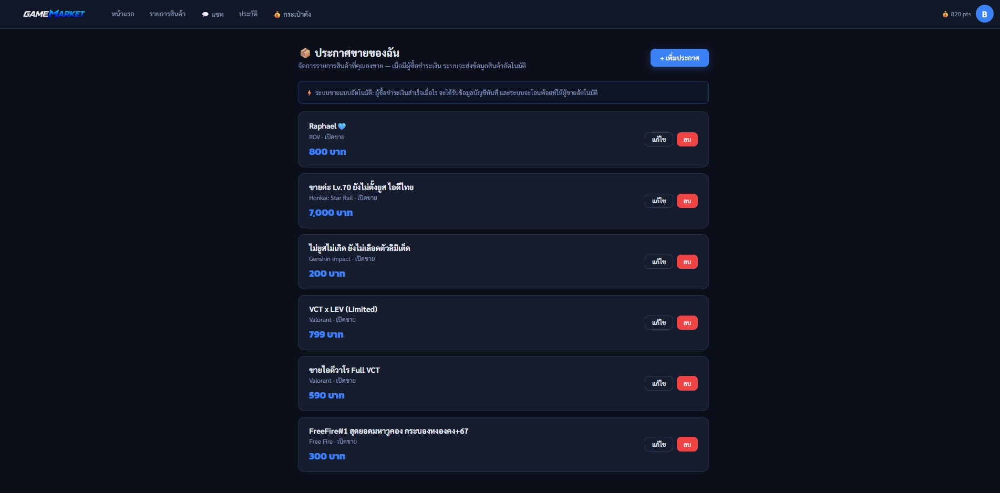 GAMEMARKET
หน้าแรก
รายการสินค้า
💬 แชท
ประวัติ
💰 กระเป๋าตัง
💰 820 pts
B
📦 ประกาศขายของฉัน
จัดการรายการสินค้าที่คุณลงขาย — เมื่อมีผู้ซื้อชำระเงิน ระบบจะส่งข้อมูลสินค้าอัตโนมัติ
+ เพิ่มประกาศ
⚡ ระบบขายแบบอัตโนมัติ: ผู้ซื้อชำระเงินสำเร็จเมื่อไร จะได้รับข้อมูลบัญชีทันที และระบบจะโอนพ้อยท์ให้ผู้ขายอัตโนมัติ
Raphael 💙
ROV · เปิดขาย
800 บาท
แก้ไข
ลบ
ขายค่ะ Lv.70 ยังไม่ตั้งยูส ไอดีไทย
Honkai: Star Rail · เปิดขาย
7,000 บาท
แก้ไข
ลบ
ไม่ยูสไม่เกิด ยังไม่เลือดตัวลิมิเต็ด
Genshin Impact · เปิดขาย
200 บาท
แก้ไข
ลบ
VCT x LEV (Limited)
Valorant · เปิดขาย
799 บาท
แก้ไข
ลบ
ขายไอดีวาโร Full VCT
Valorant · เปิดขาย
590 บาท
แก้ไข
ลบ
FreeFire#1 สุดยอดมหาวูคอง กระบองหงองคง+67
Free Fire · เปิดขาย
300 บาท
แก้ไข
ลบ